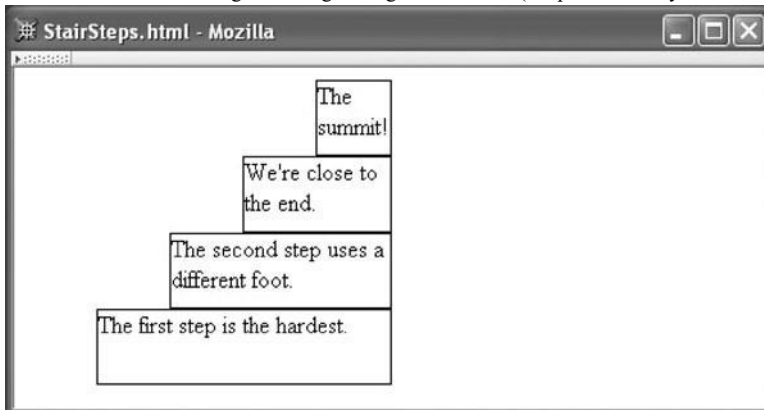 StairSteps.html - Mozilla
The
summit!
We're close to
the end.
The second step uses a
different foot.
The first step is the hardest.